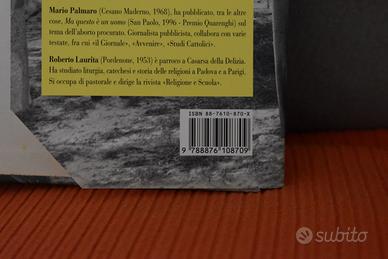 Mario Palmaro (Cesano Maderno, 1968), ha pubblicato, tra le altre
cose, Ma questo è un uomo (San Paolo, 1996 - Premio Quarenghi) sul
tema dell'aborto procurato. Giornalista pubblicista, collabora con varie
testate, fra cui «il Giornale», «Avvenire», «Studi Cattolici».
Roberto Laurita (Pordenone, 1953) è parroco a Casarsa della Delizia.
Ha studiato liturgia, catechesi e storia delle religioni a Padova e a Parigi.
Si occupa di pastorale e dirige la rivista «Religione e Scuola».
ISBN 88-7610-870-X
9 788876 108709
subito